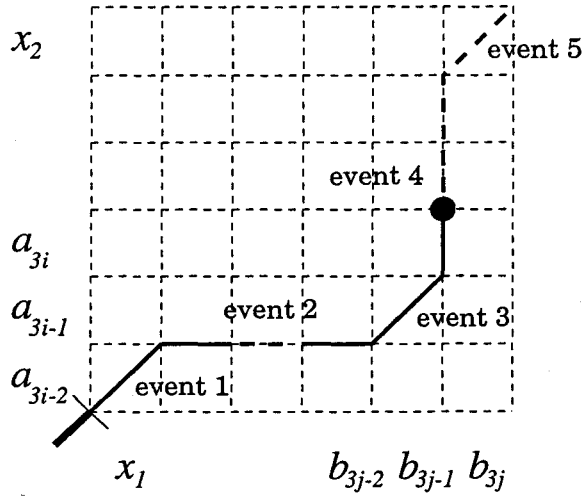 x₂
event 5
event 4
a₃ᵢ
a₃ᵢ₋₁ event 2 event 3
a₃ᵢ₋₂ event 1
x₁ b₃ⱼ₋₂ b₃ⱼ₋₁ b₃ⱼ